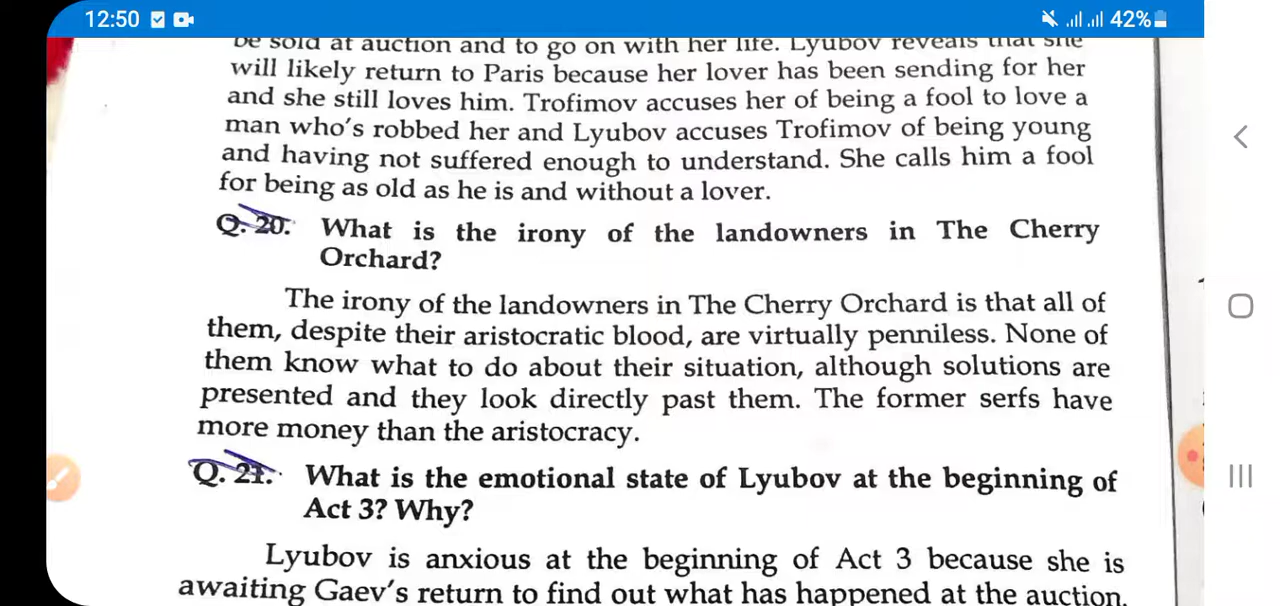 12:50
42%
be sold at auction and to go on with her life. Lyubov reveals that she
will likely return to Paris because her lover has been sending for her
and she still loves him. Trofimov accuses her of being a fool to love a
man who's robbed her and Lyubov accuses Trofimov of being young
and having not suffered enough to understand. She calls him a fool
for being as old as he is and without a lover.
Q. 20. What is the irony of the landowners in The Cherry
Orchard?
The irony of the landowners in The Cherry Orchard is that all of
them, despite their aristocratic blood, are virtually penniless. None of
them know what to do about their situation, although solutions are
presented and they look directly past them. The former serfs have
more money than the aristocracy.
Q. 21. What is the emotional state of Lyubov at the beginning of
Act 3? Why?
Lyubov is anxious at the beginning of Act 3 because she is
awaiting Gaev's return to find out what has happened at the auction.